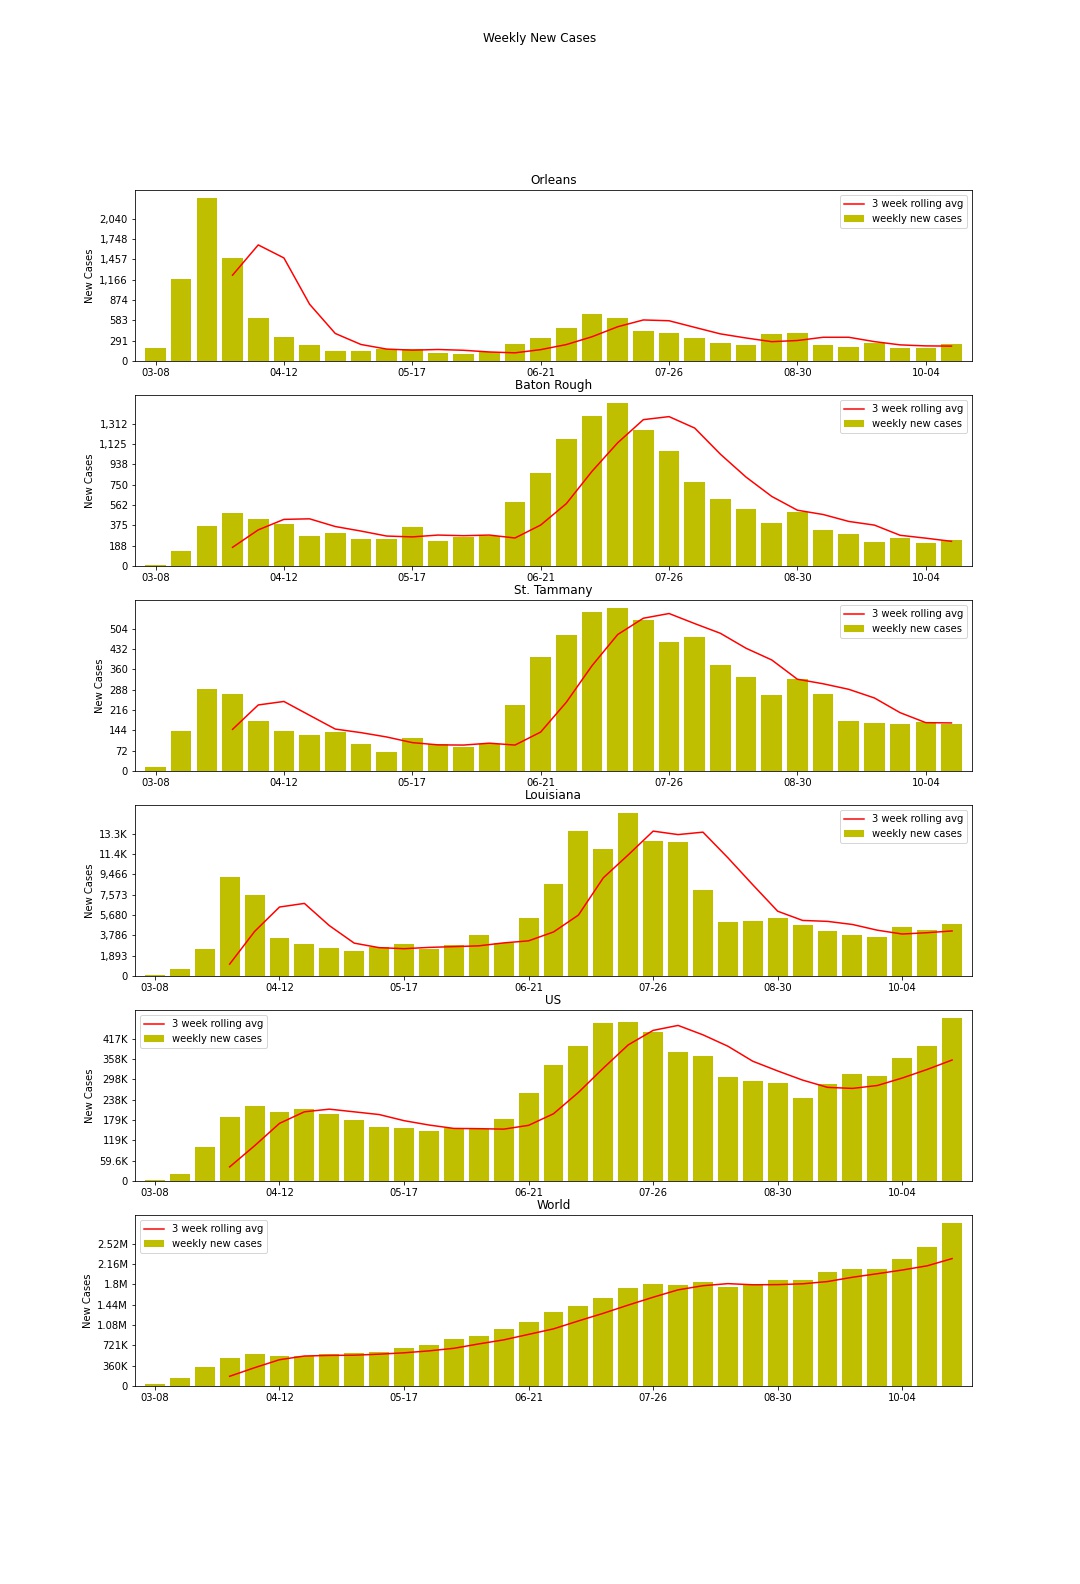 Weekly New Cases
Orleans
New Cases
2,040
1,748
1,457
1,166
874
583
291
0
3 week rolling avg
weekly new cases
03-08 04-12 05-17 06-21 07-26 08-30 10-04
Baton Rough
New Cases
1,312
1,125
938
750
562
375
188
0
3 week rolling avg
weekly new cases
03-08 04-12 05-17 06-21 07-26 08-30 10-04
St. Tammany
New Cases
504
432
360
288
216
144
72
0
3 week rolling avg
weekly new cases
03-08 04-12 05-17 06-21 07-26 08-30 10-04
Louisiana
New Cases
13.3K
11.4K
9,466
7,573
5,680
3,786
1,893
0
3 week rolling avg
weekly new cases
03-08 04-12 05-17 06-21 07-26 08-30 10-04
US
New Cases
417K
358K
298K
238K
179K
119K
59.6K
0
3 week rolling avg
weekly new cases
03-08 04-12 05-17 06-21 07-26 08-30 10-04
World
New Cases
2.52M
2.16M
1.8M
1.44M
1.08M
721K
360K
0
3 week rolling avg
weekly new cases
03-08 04-12 05-17 06-21 07-26 08-30 10-04